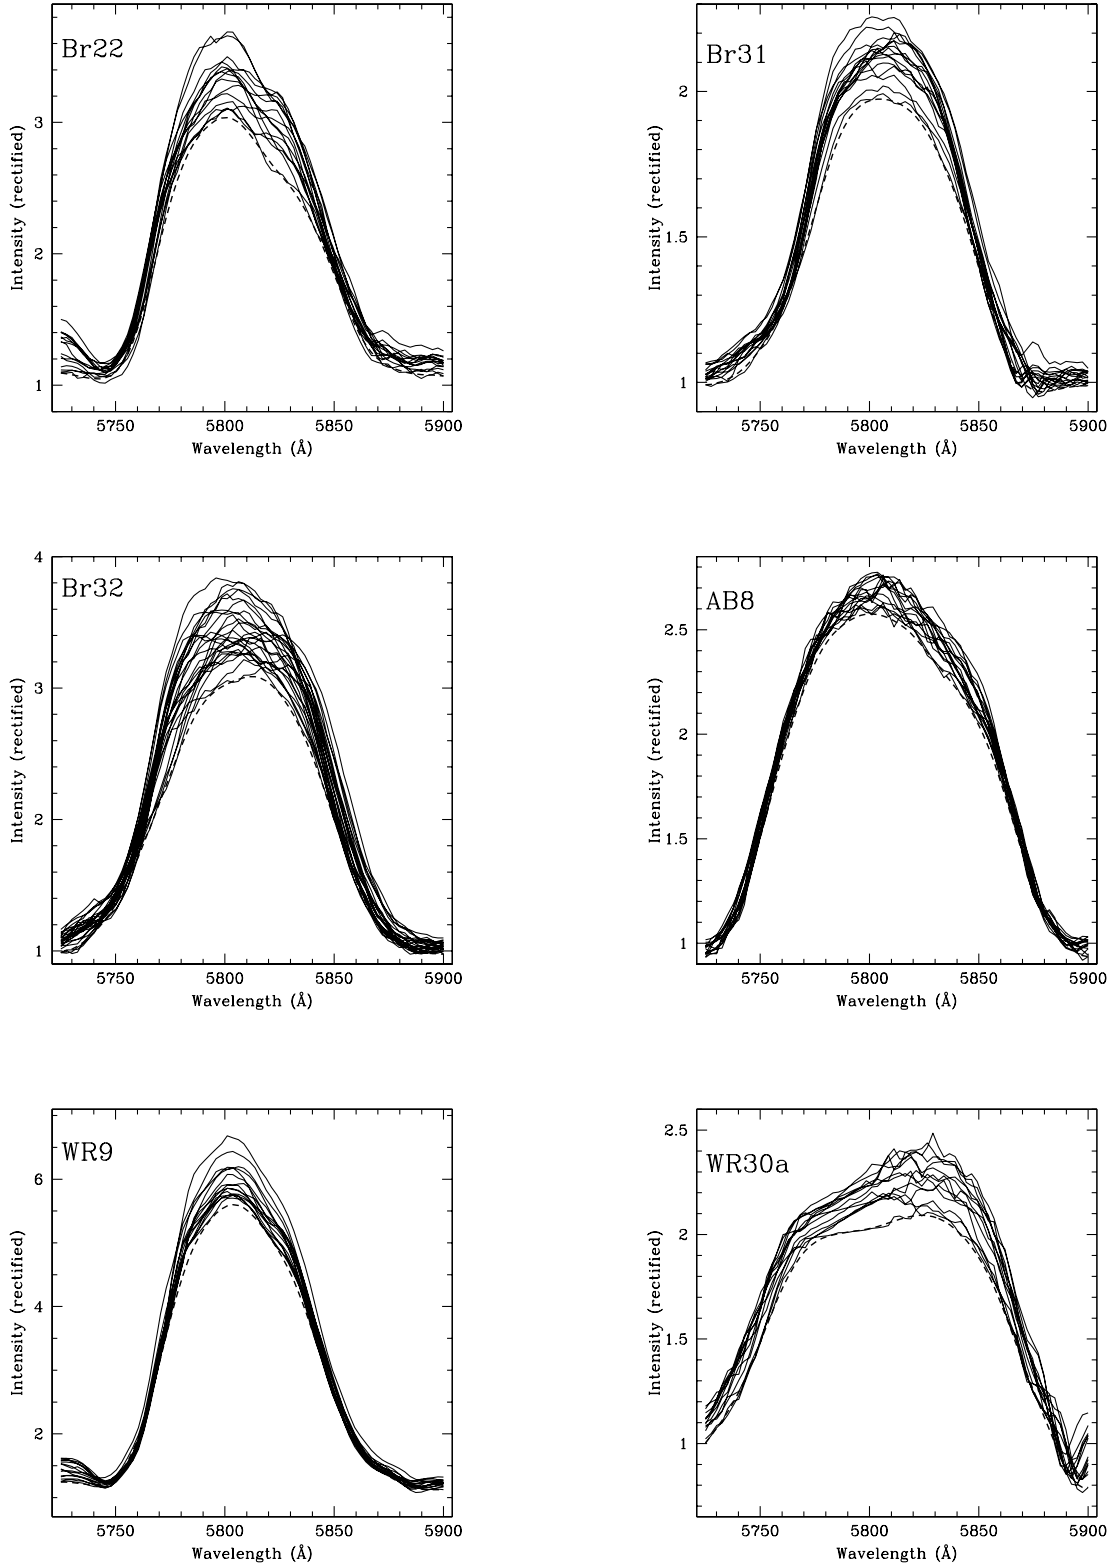 Br22
Intensity (rectified)
3
2
1
5750 5800 5850 5900
Wavelength (Å)
Br31
Intensity (rectified)
2
1.5
1
5750 5800 5850 5900
Wavelength (Å)
Br32
Intensity (rectified)
4
3
2
1
5750 5800 5850 5900
Wavelength (Å)
AB8
Intensity (rectified)
2.5
2
1.5
1
5750 5800 5850 5900
Wavelength (Å)
WR9
Intensity (rectified)
6
4
2
5750 5800 5850 5900
Wavelength (Å)
WR30a
Intensity (rectified)
2.5
2
1.5
1
5750 5800 5850 5900
Wavelength (Å)